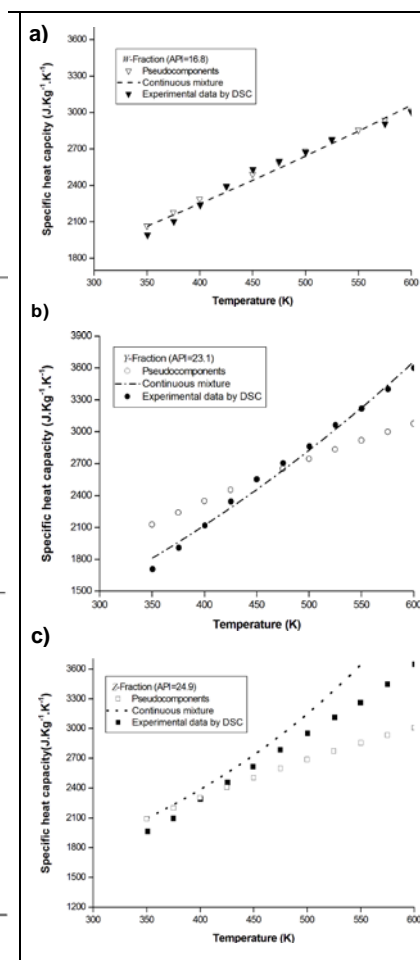 a)
3600
3300
3000
2700
2400
2100
1800
Specific heat capcity (J.Kg⁻¹.K⁻¹)
-Fraction (API=16.8)
Pseudocomponents
Continuous mixture
Experimental data by DSC
300 350 400 450 500 550 600
Temperature (K)
b)
3900
3600
3300
3000
2700
2400
2100
1800
1500
Specific heat capacity (J.Kg⁻¹.K⁻¹)
-Fraction (API=23.1)
Pseudocomponents
Continuous mixture
Experimental data by DSC
300 350 400 450 500 550 600
Temperature (K)
c)
3600
3300
3000
2700
2400
2100
1800
1500
1200
Specific heat capacity(J.Kg⁻¹.K⁻¹)
Z-Fraction (API=24.9)
Pseudocomponents
Continuous mixture
Experimental data by DSC
300 350 400 450 500 550 600
Temperature (K)